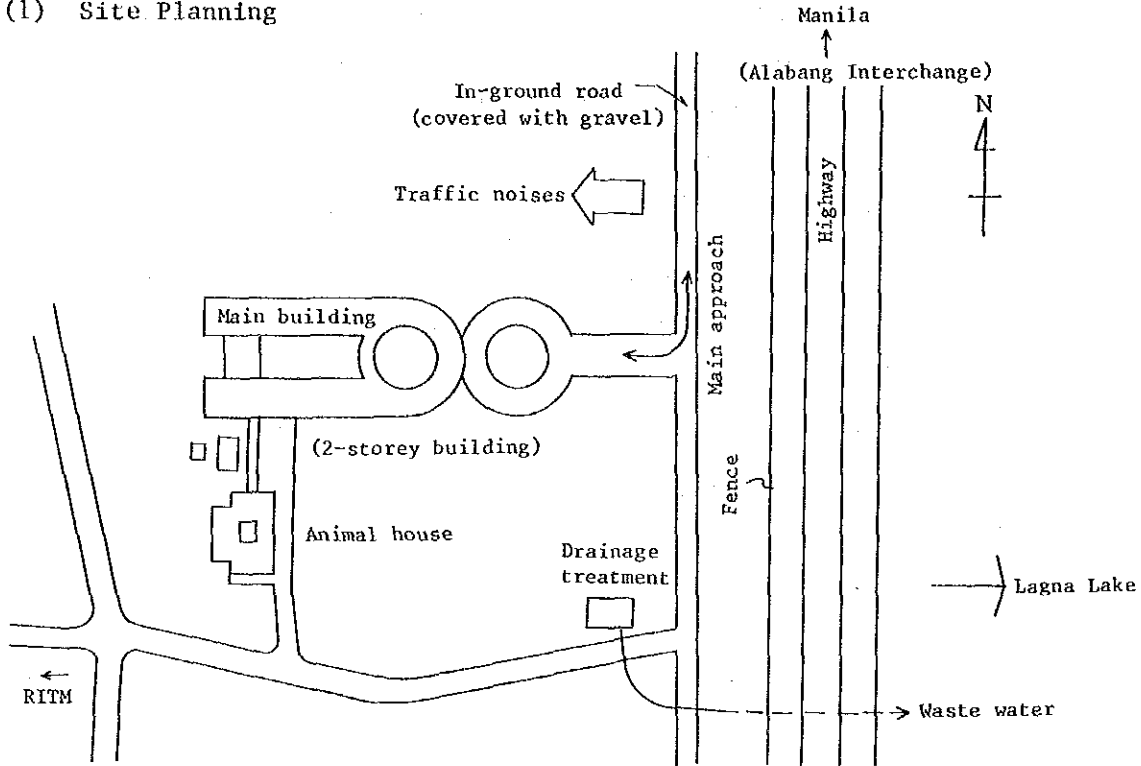 (1) Site Planning
Manila
(Alabang Interchange)
In-ground road
(covered with gravel)
N
Traffic noises
Highway
Main approach
Main building
(2-storey building)
Fence
Animal house
Drainage
treatment
Lagna Lake
RITM
Waste water